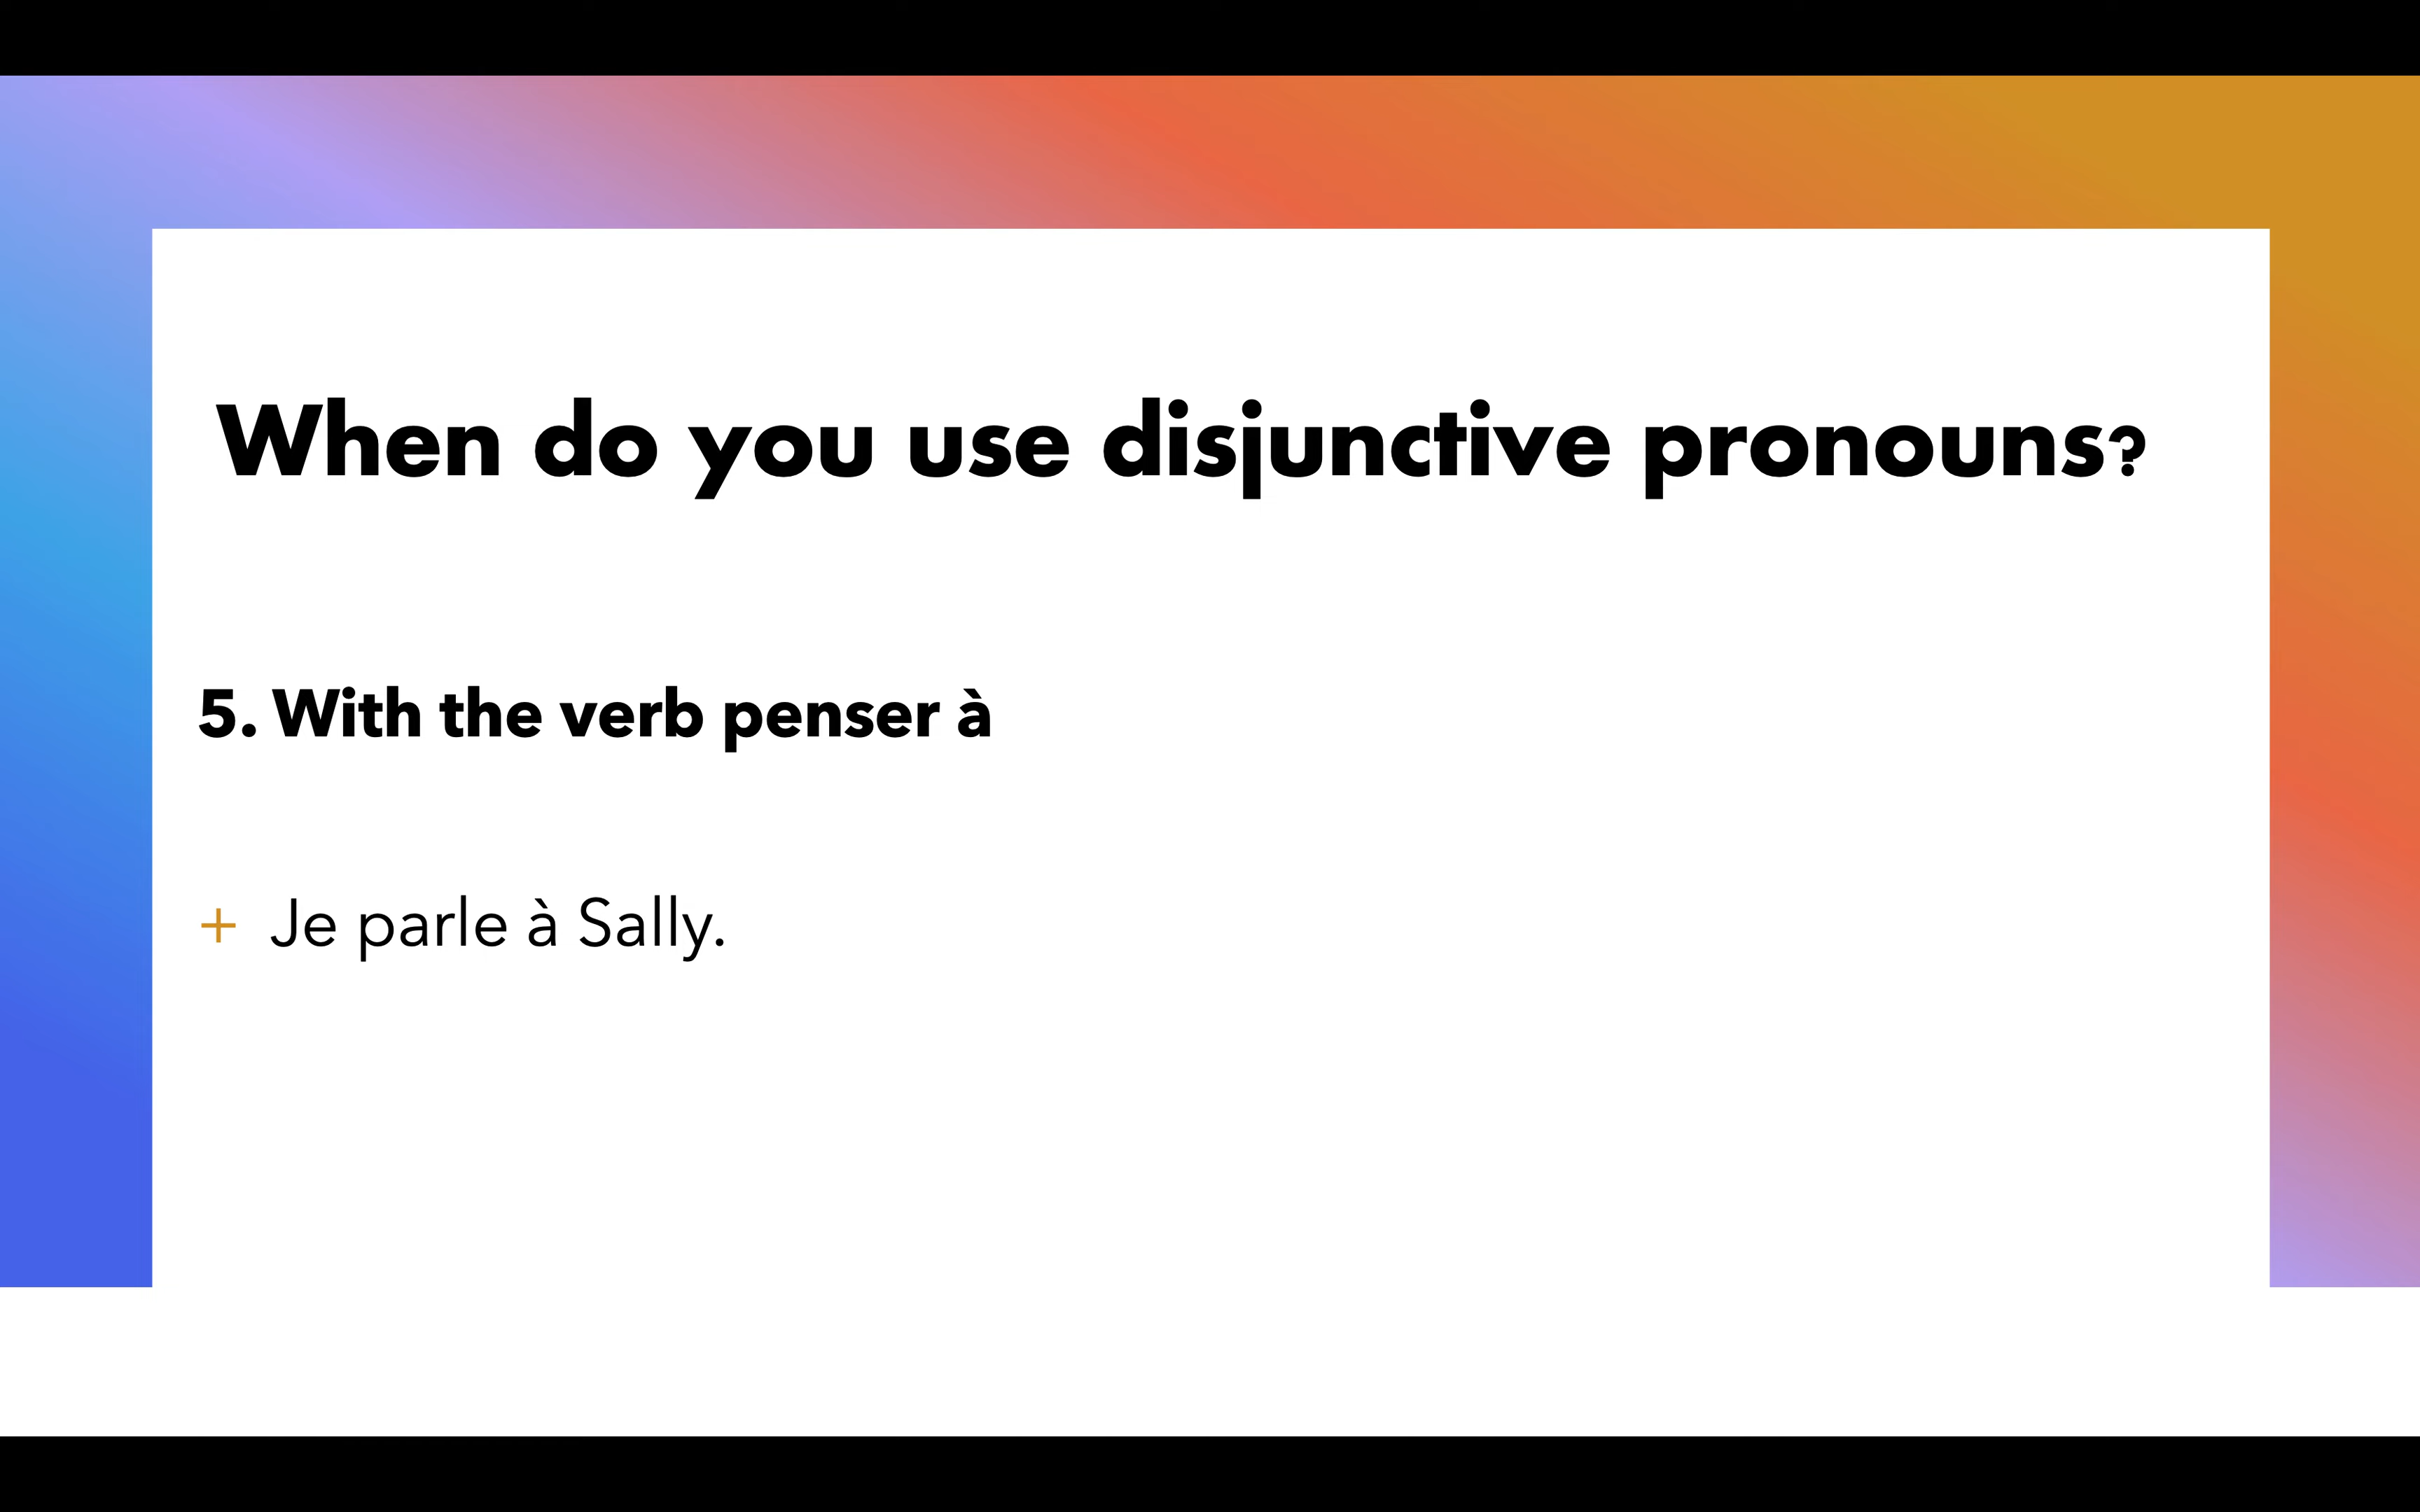 When do you use disjunctive pronouns?
5. With the verb penser à
+ Je parle à Sally.